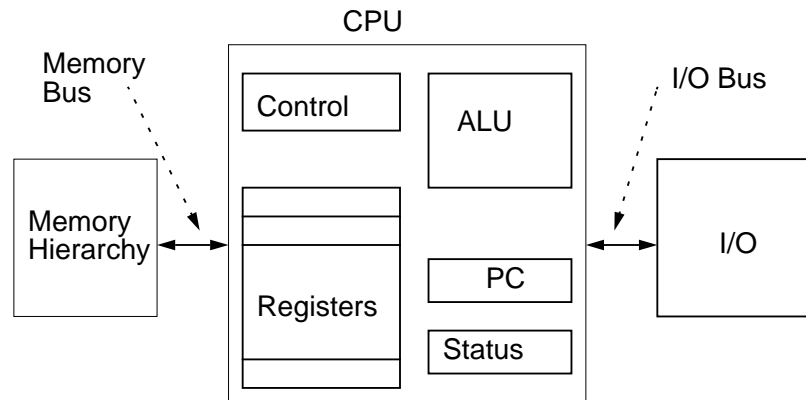 CPU
Memory
Bus
I/O Bus
Control
ALU
Memory
Hierarchy
I/O
Registers
PC
Status